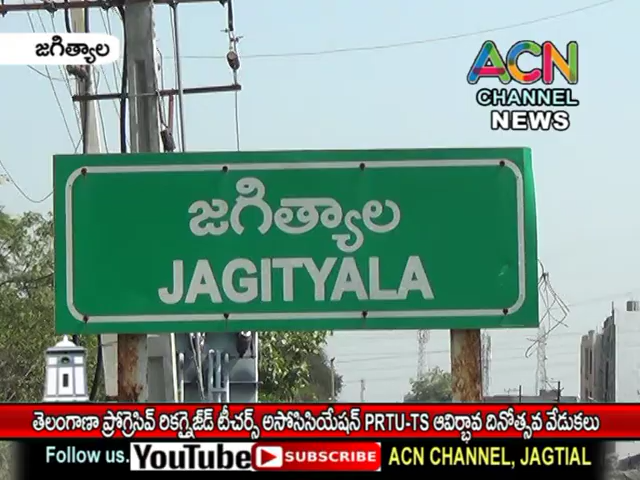 జగిత్యాల
ACN
CHANNEL
NEWS
జగిత్యాల
JAGITYALA
తెలంగాణా ప్రోగ్రెసివ్ రికగ్నైజ్‌డ్ టీచర్స్ అసోసిసియేషన్ PRTU-TS ఆవిర్భావ దినోత్సవ వేడుకలు
Follow us. YouTube SUBSCRIBE ACN CHANNEL, JAGTIAL